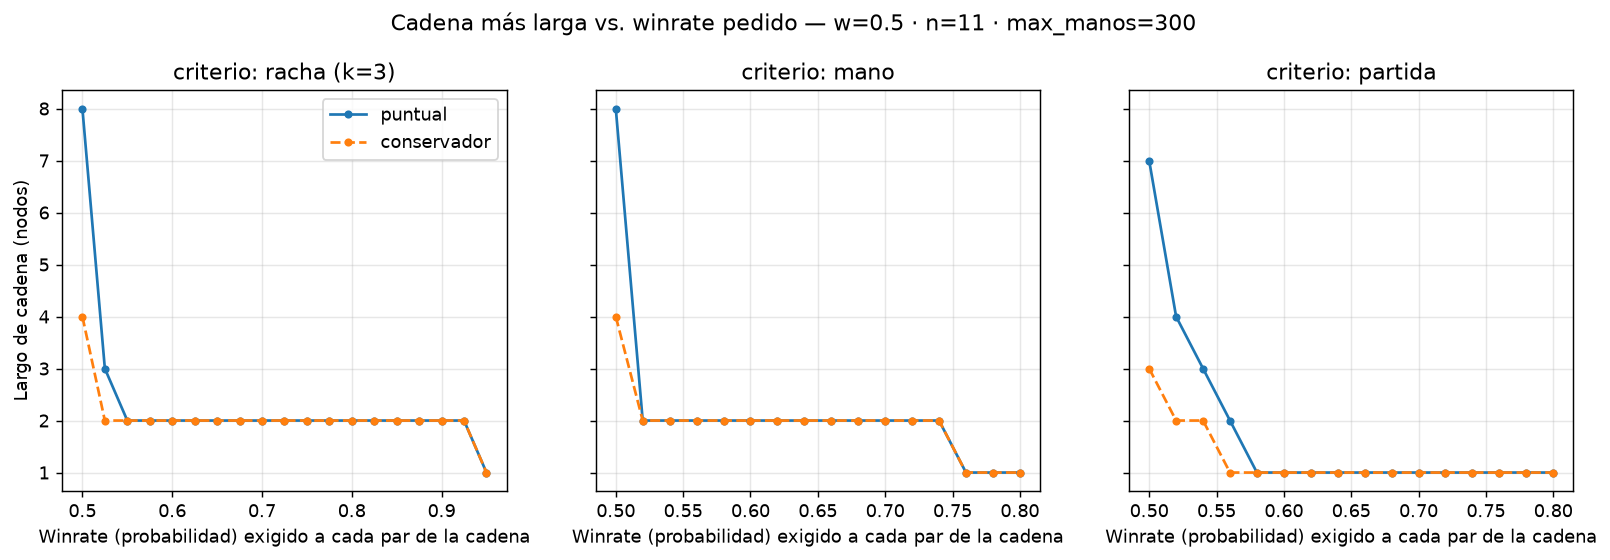 Cadena más larga vs. winrate pedido — w=0.5 · n=11 · max_manos=300
criterio: racha (k=3)
criterio: mano
criterio: partida
puntual
conservador
Largo de cadena (nodos)
8
7
6
5
4
3
2
1
0.5 0.6 0.7 0.8 0.9
0.50 0.55 0.60 0.65 0.70 0.75 0.80
0.50 0.55 0.60 0.65 0.70 0.75 0.80
Winrate (probabilidad) exigido a cada par de la cadena
Winrate (probabilidad) exigido a cada par de la cadena
Winrate (probabilidad) exigido a cada par de la cadena